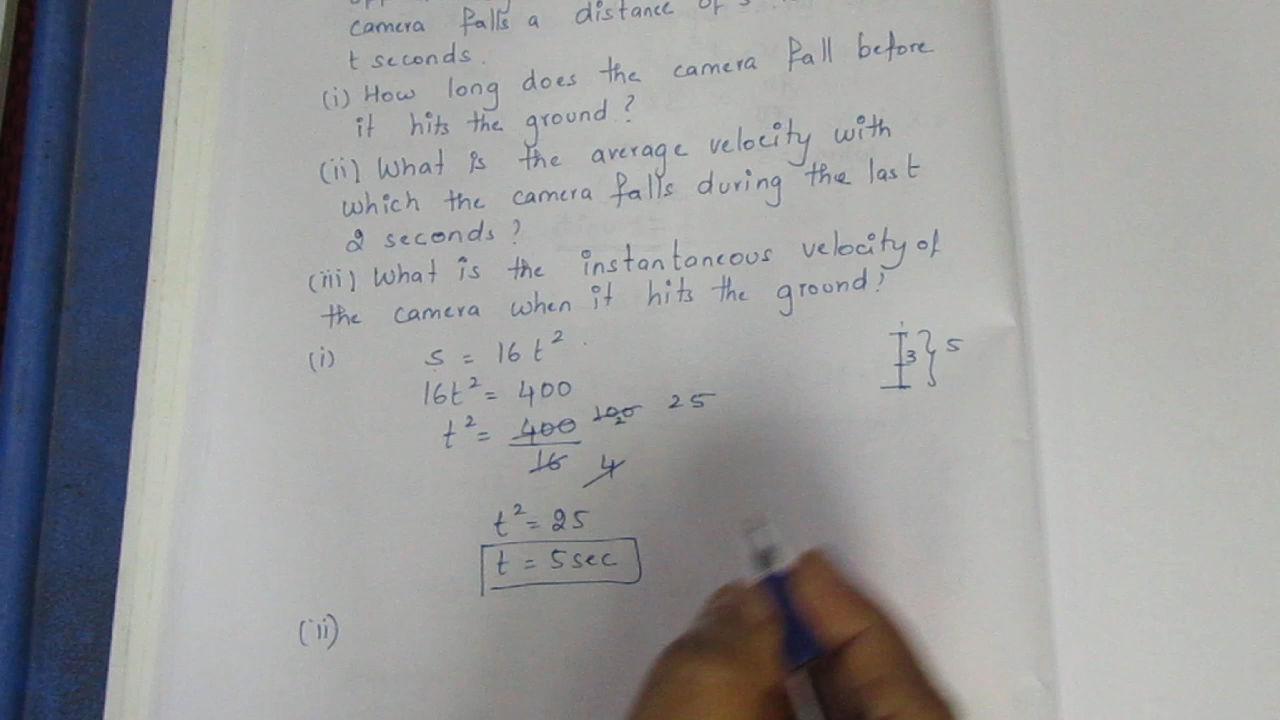 camera falls a distance of s
t seconds.
(i) How long does the camera fall before
it hits the ground?
(ii) What is the average velocity with
which the camera falls during the last
2 seconds?
(iii) What is the instantaneous velocity of
the camera when it hits the ground?
(i) s = 16t²
16t² = 400
t² = 400 100 25
16 4
3 5
t² = 25
t = 5sec
(ii)